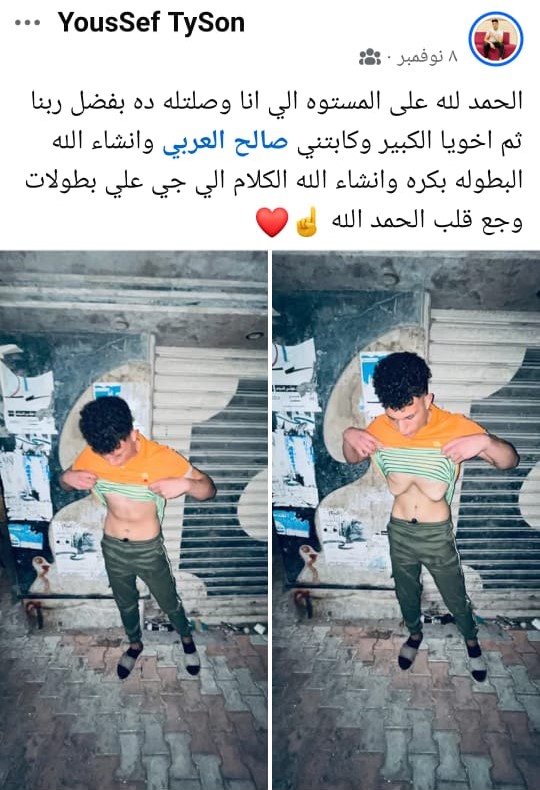 YousSef TySon
٨ نوفمبر ·
الحمد لله على المستوه الي انا وصلتله ده بفضل ربنا
ثم اخويا الكبير وكابتني صالح العربي وانشاء الله
البطوله بكره وانشاء الله الكلام الي جي علي بطولات
وجع قلب الحمد الله ☝️❤️